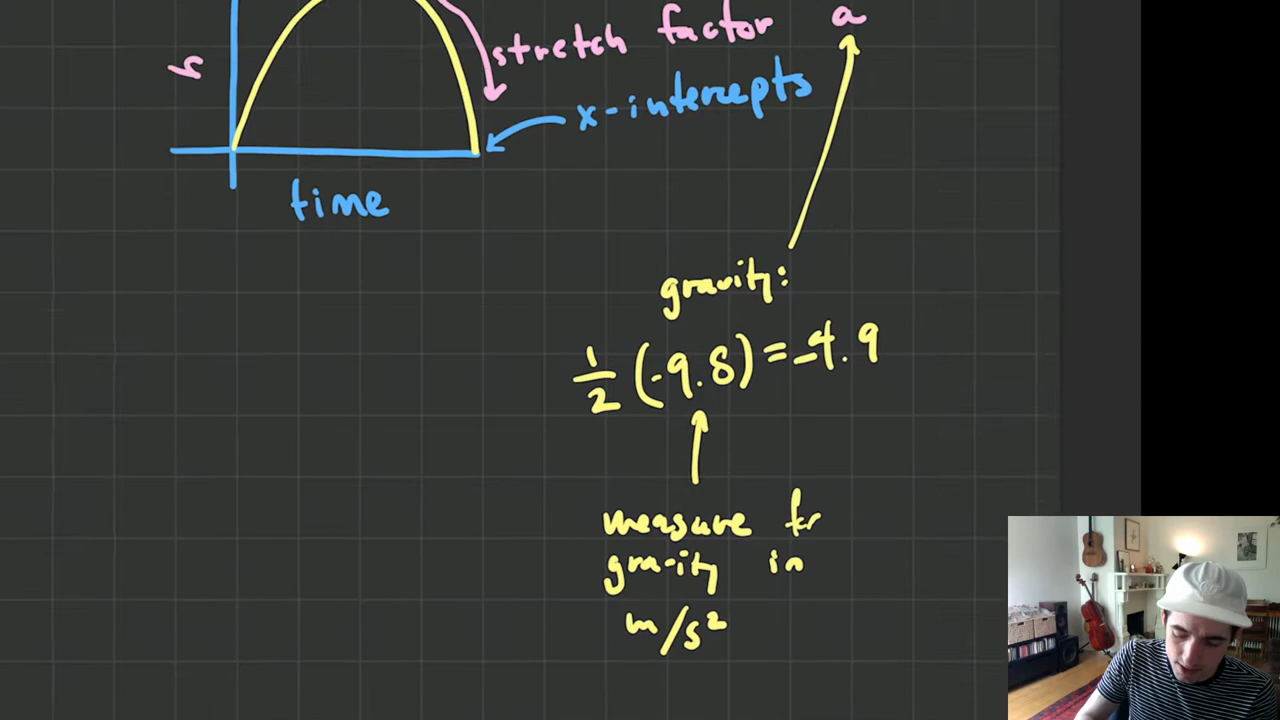 a
stretch factor
h
x-intercepts
time
gravity:
1/2 (-9.8) = -4.9
measure for
gravity in
m/s²